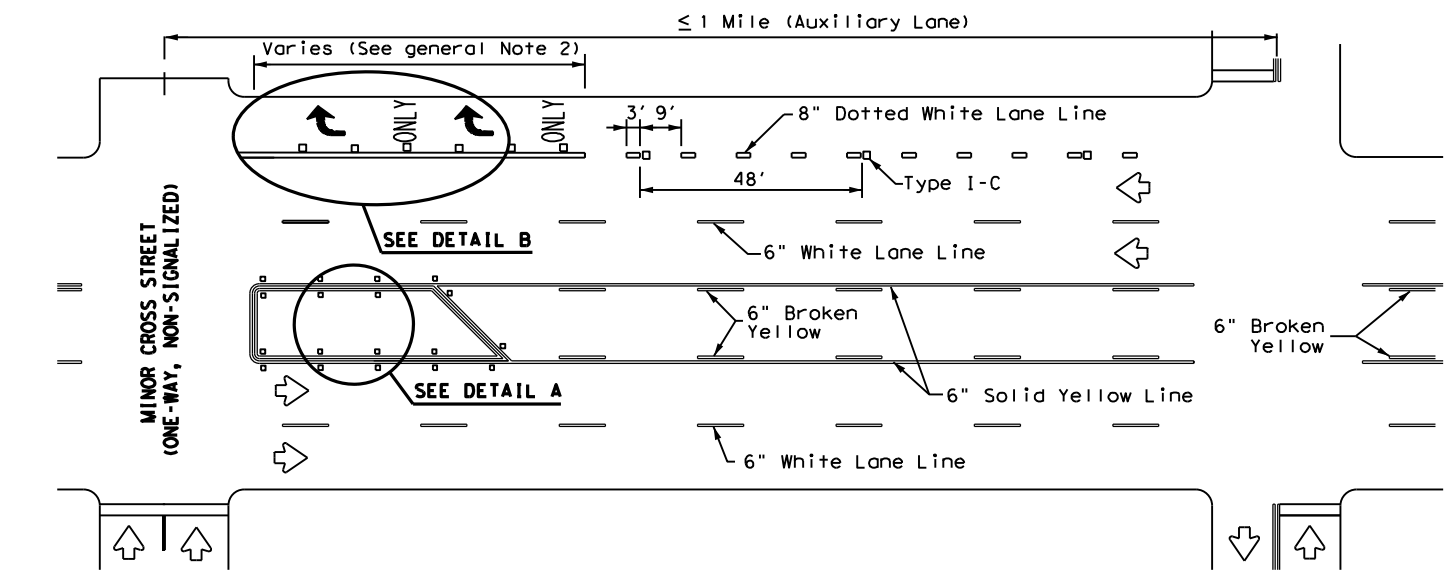 ≤ 1 Mile (Auxiliary Lane)
Varies (See general Note 2)
ONLY
ONLY
3' 9'
8" Dotted White Lane Line
48'
Type I-C
SEE DETAIL B
6" White Lane Line
MINOR CROSS STREET
(ONE-WAY, NON-SIGNALIZED)
6" Broken
Yellow
6" Broken
Yellow
SEE DETAIL A
6" Solid Yellow Line
6" White Lane Line